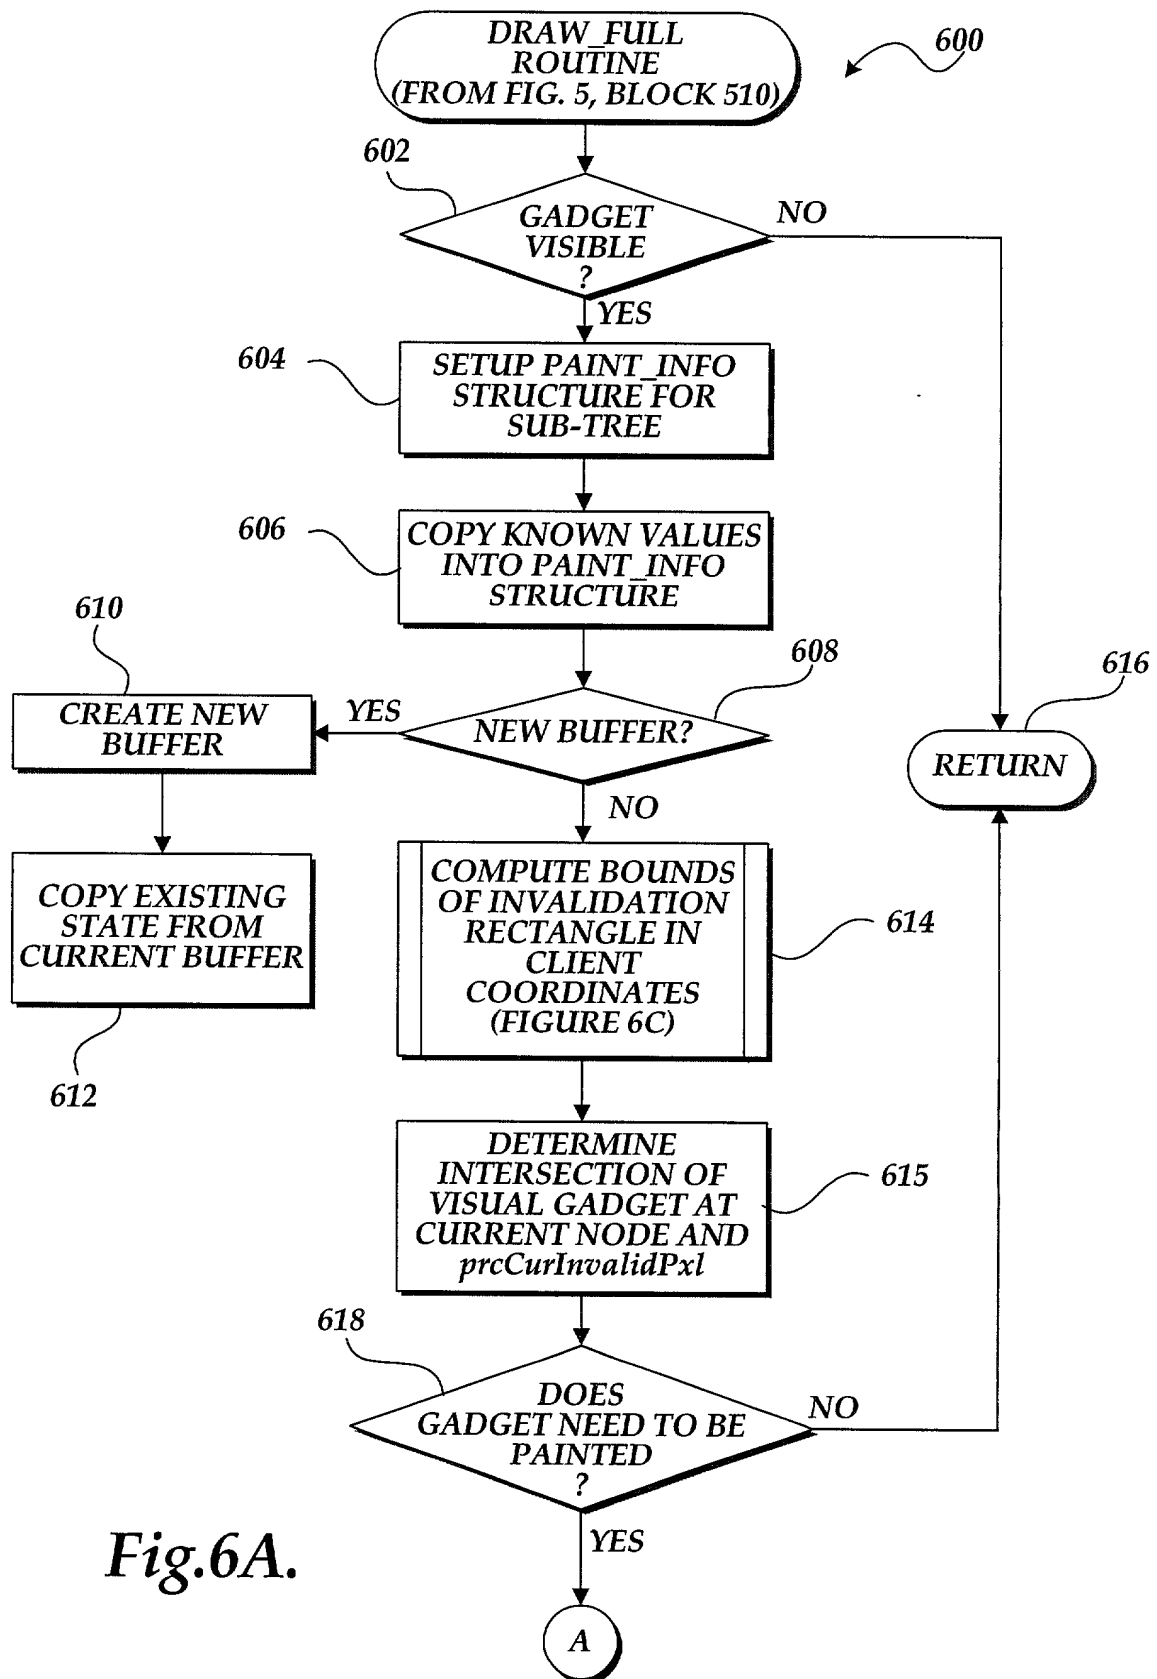 DRAW_FULL
ROUTINE
(FROM FIG. 5, BLOCK 510)
600
602
GADGET
VISIBLE
?
NO
YES
604
SETUP PAINT_INFO
STRUCTURE FOR
SUB-TREE
606
COPY KNOWN VALUES
INTO PAINT_INFO
STRUCTURE
610
608
616
CREATE NEW
BUFFER
YES
NEW BUFFER?
RETURN
NO
COPY EXISTING
STATE FROM
CURRENT BUFFER
612
COMPUTE BOUNDS
OF INVALIDATION
RECTANGLE IN
CLIENT
COORDINATES
(FIGURE 6C)
614
DETERMINE
INTERSECTION OF
VISUAL GADGET AT
CURRENT NODE AND
prcCurInvalidPxl
615
618
DOES
GADGET NEED TO BE
PAINTED
?
NO
YES
Fig.6A.
A